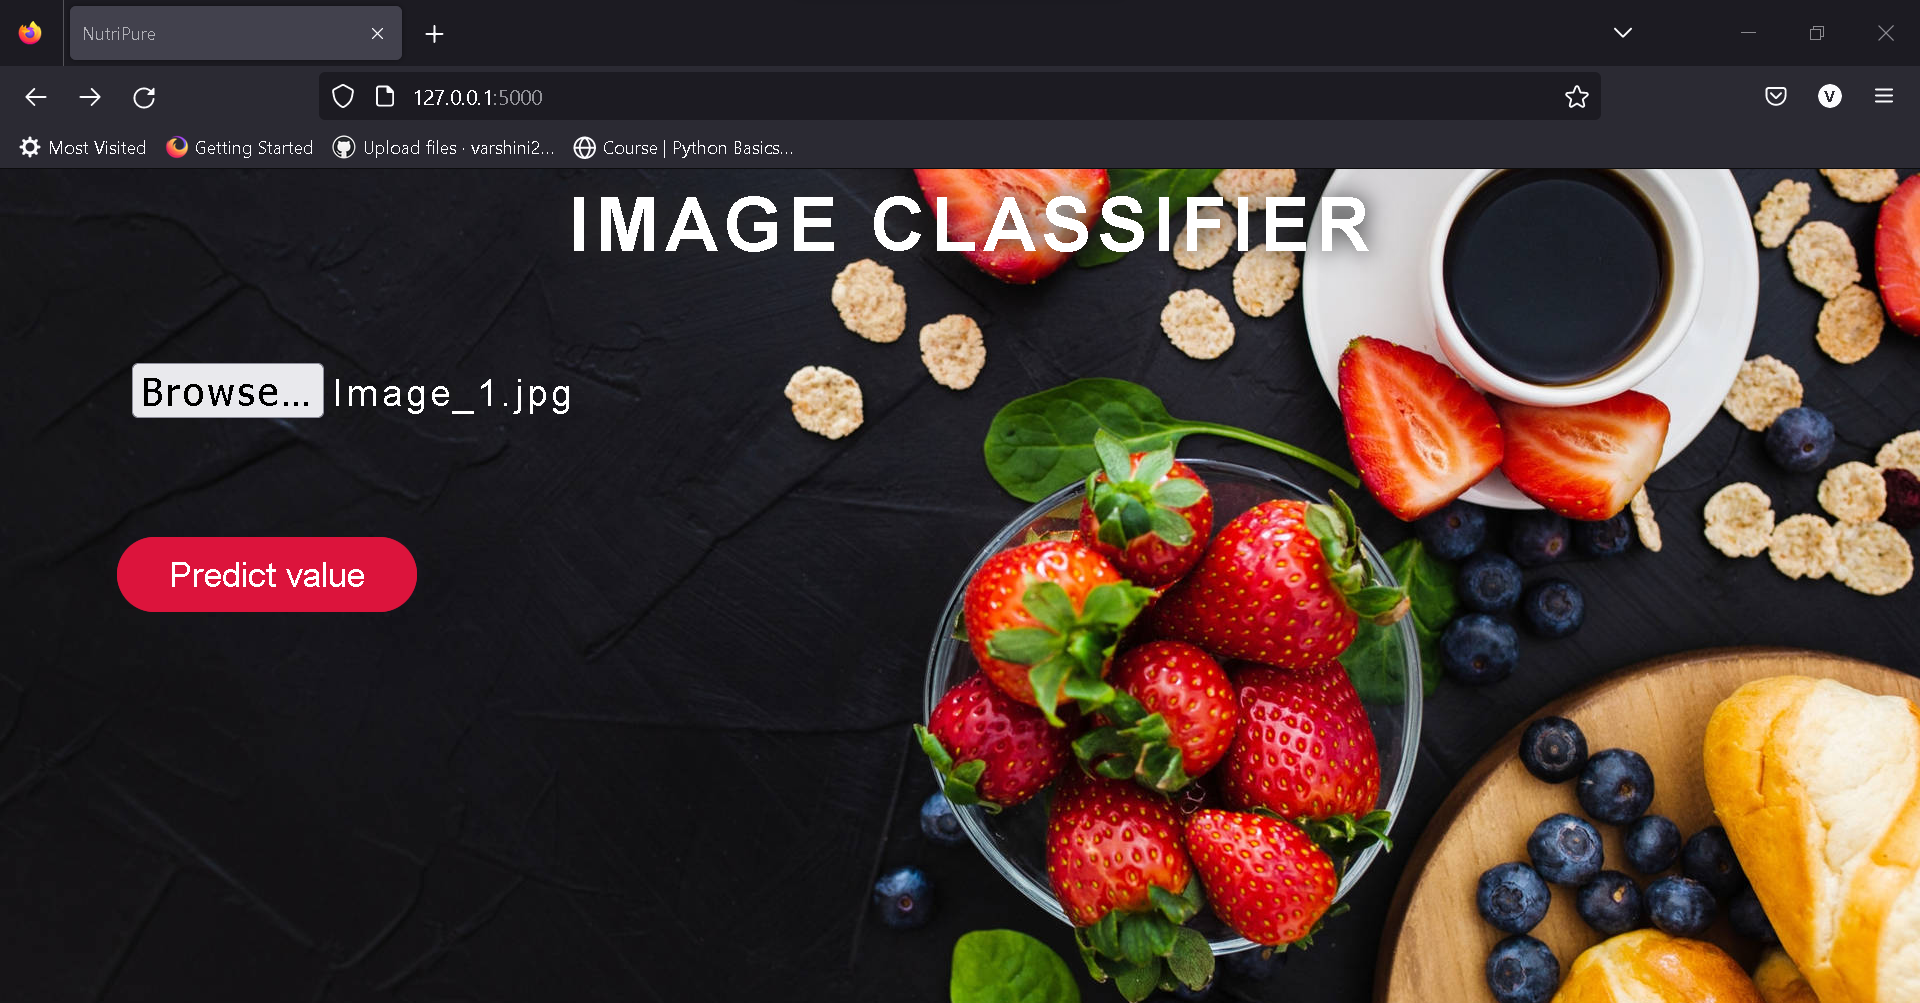 NutriPure
127.0.0.1:5000
Most Visited Getting Started Upload files · varshini2... Course | Python Basics...
V
IMAGE CLASSIFIER
Browse... Image_1.jpg
Predict value